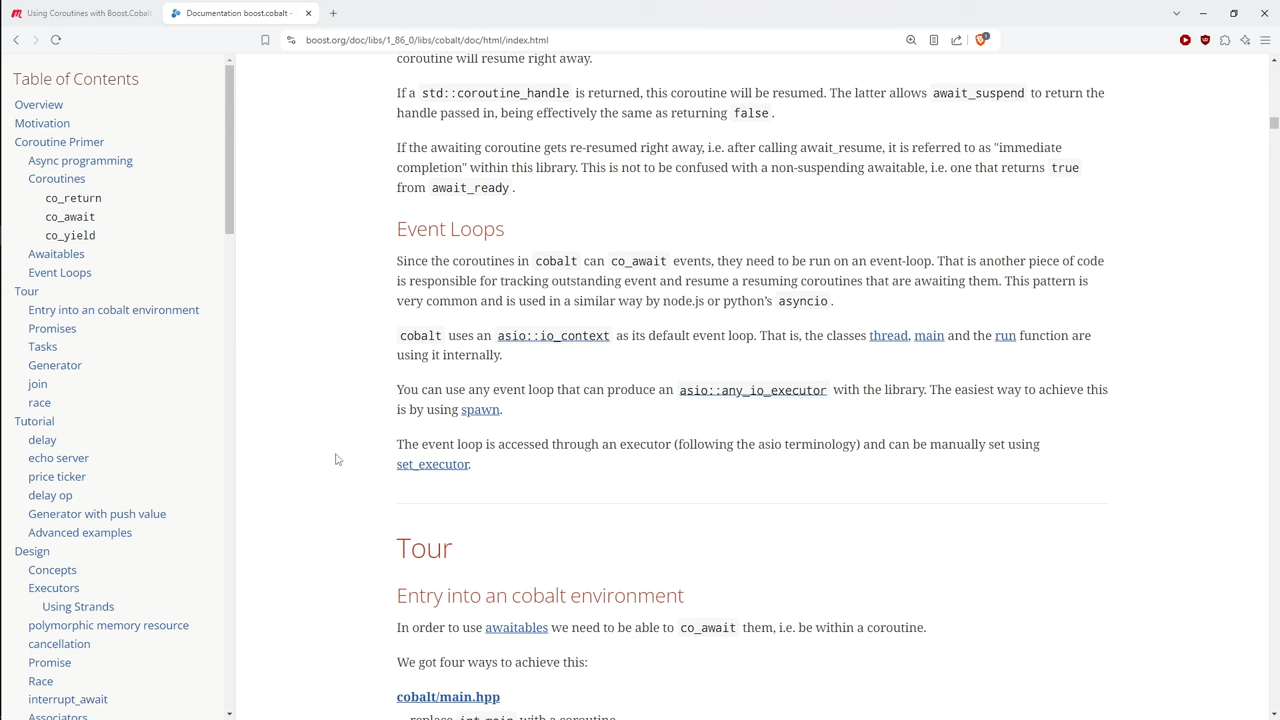 Using Coroutines with Boost.Cobal
Documentation boost.cobalt -
boost.org/doc/libs/1_86_0/libs/cobalt/doc/html/index.html
Table of Contents
Overview
Motivation
Coroutine Primer
Async programming
Coroutines
co_return
co_await
co_yield
Awaitables
Event Loops
Tour
Entry into an cobalt environment
Promises
Tasks
Generator
join
race
Tutorial
delay
echo server
price ticker
delay op
Generator with push value
Advanced examples
Design
Concepts
Executors
Using Strands
polymorphic memory resource
cancellation
Promise
Race
interrupt_await
Associators
coroutine will resume right away.
If a std::coroutine_handle is returned, this coroutine will be resumed. The latter allows await_suspend to return the
handle passed in, being effectively the same as returning false.
If the awaiting coroutine gets re-resumed right away, i.e. after calling await_resume, it is referred to as "immediate
completion" within this library. This is not to be confused with a non-suspending awaitable, i.e. one that returns true
from await_ready.
Event Loops
Since the coroutines in cobalt can co_await events, they need to be run on an event-loop. That is another piece of code
is responsible for tracking outstanding event and resume a resuming coroutines that are awaiting them. This pattern is
very common and is used in a similar way by node.js or python's asyncio.
cobalt uses an asio::io_context as its default event loop. That is, the classes thread, main and the run function are
using it internally.
You can use any event loop that can produce an asio::any_io_executor with the library. The easiest way to achieve this
is by using spawn.
The event loop is accessed through an executor (following the asio terminology) and can be manually set using
set_executor.
Tour
Entry into an cobalt environment
In order to use awaitables we need to be able to co_await them, i.e. be within a coroutine.
We got four ways to achieve this:
cobalt/main.hpp
replace int main with a coroutine